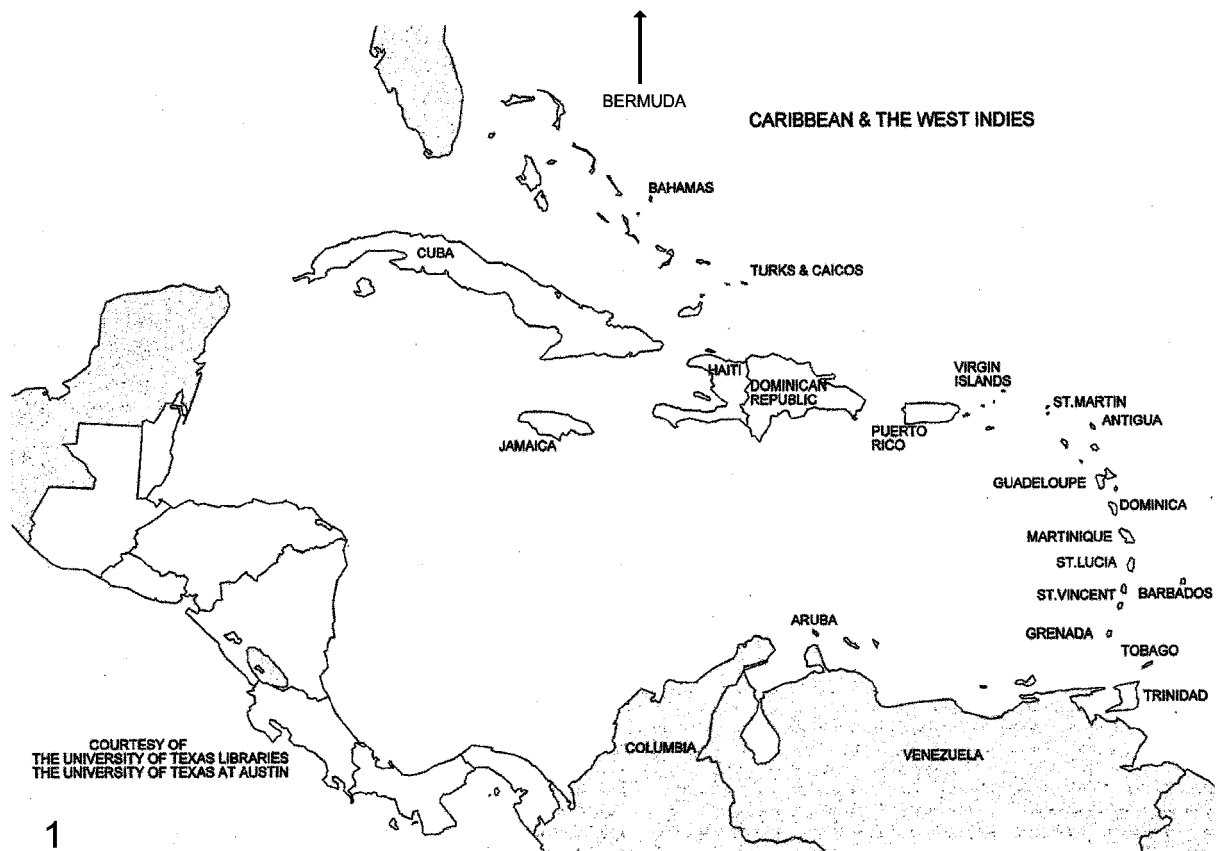 BERMUDA
CARIBBEAN & THE WEST INDIES
BAHAMAS
CUBA
TURKS & CAICOS
HAITI
DOMINICAN
REPUBLIC
VIRGIN
ISLANDS
ST.MARTIN
ANTIGUA
JAMAICA
PUERTO
RICO
GUADELOUPE
DOMINICA
MARTINIQUE
ST.LUCIA
ST.VINCENT
BARBADOS
ARUBA
GRENADA
TOBAGO
TRINIDAD
COLUMBIA
VENEZUELA
COURTESY OF
THE UNIVERSITY OF TEXAS LIBRARIES
THE UNIVERSITY OF TEXAS AT AUSTIN
1